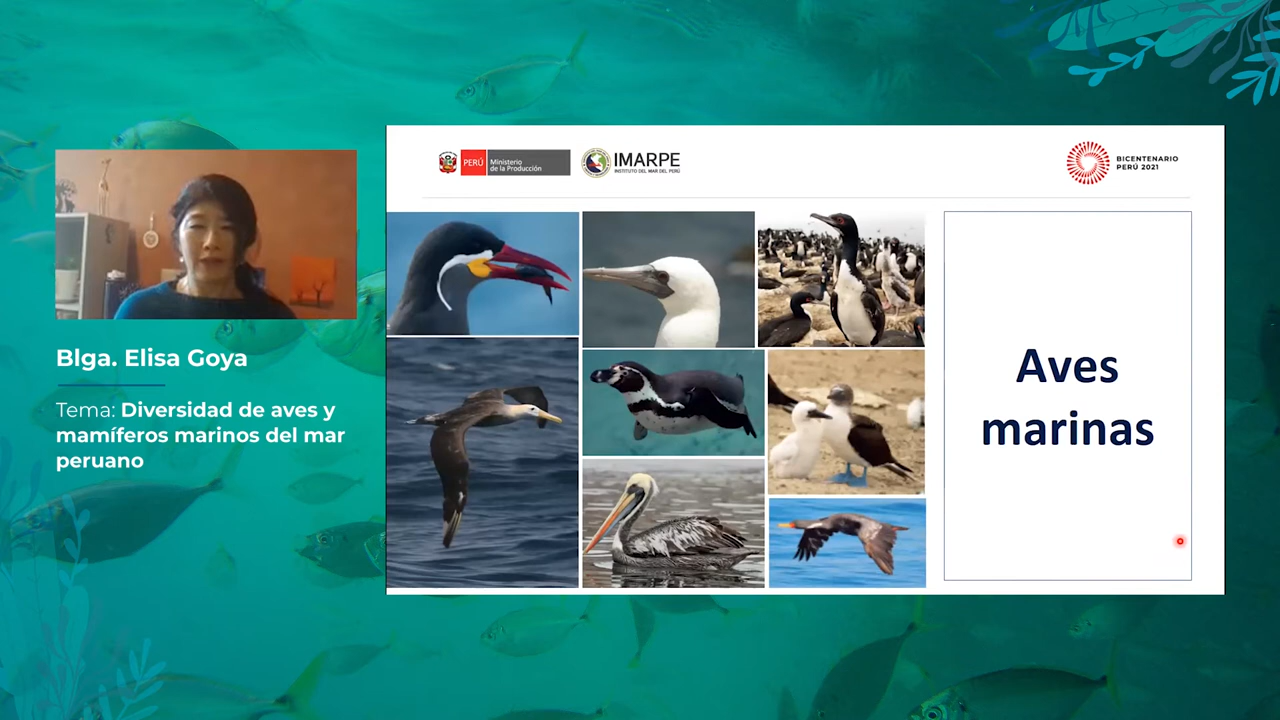 Blga. Elisa Goya
Tema: Diversidad de aves y
mamíferos marinos del mar
peruano
PERÚ
Ministerio
de la Producción
IMARPE
INSTITUTO DEL MAR DEL PERÚ
BICENTENARIO
PERÚ 2021
Aves
marinas